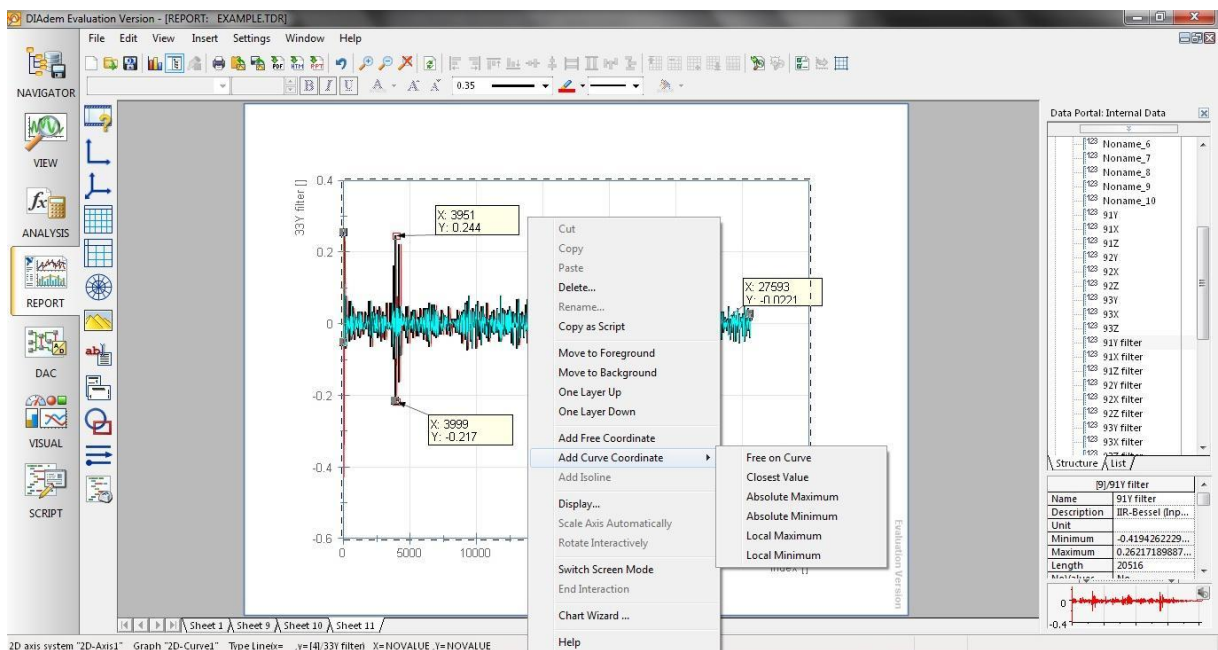 DIAdem Evaluation Version - [REPORT: EXAMPLE.TDR]
File Edit View Insert Settings Window Help
0.35
NAVIGATOR
VIEW
ANALYSIS
REPORT
DAC
VISUAL
SCRIPT
33Y filter []
0.4
0.2
0
-0.2
-0.4
-0.6
0
5000
10000
Index []
X: 3951
Y: 0.244
X: 27593
Y: -0.0221
X: 3999
Y: -0.217
Evaluation Version
Cut
Copy
Paste
Delete...
Rename...
Copy as Script
Move to Foreground
Move to Background
One Layer Up
One Layer Down
Add Free Coordinate
Add Curve Coordinate
Add Isoline
Display...
Scale Axis Automatically
Rotate Interactively
Switch Screen Mode
End Interaction
Chart Wizard ...
Help
Free on Curve
Closest Value
Absolute Maximum
Absolute Minimum
Local Maximum
Local Minimum
Data Portal: Internal Data
Noname_6
Noname_7
Noname_8
Noname_9
Noname_10
91Y
91X
91Z
92Y
92X
92Z
93Y
93X
93Z
91Y filter
91X filter
91Z filter
92Y filter
92X filter
92Z filter
93Y filter
93X filter
Structure List
[9]/91Y filter
Name 91Y filter
Description IIR-Bessel (Inp...
Unit
Minimum -0.4194262229...
Maximum 0.26217189887...
Length 20516
NoValues No
0
-0.4
Sheet 1 Sheet 9 Sheet 10 Sheet 11
2D axis system "2D-Axis1" Graph "2D-Curve1" Type Line(x= ,y=[4]/33Y filter) X=NOVALUE ,Y=NOVALUE